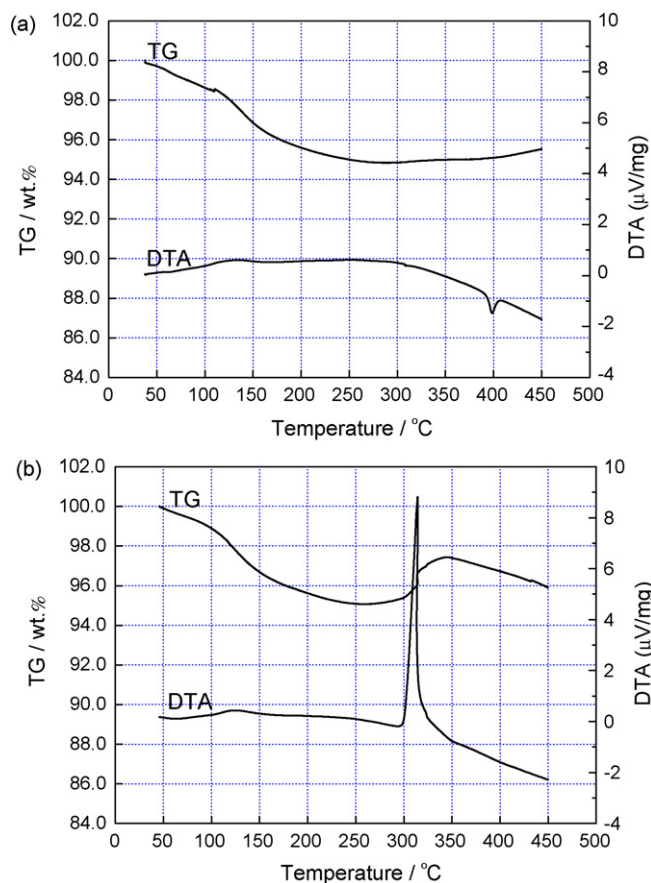 (a)
102.0
100.0
98.0
96.0
94.0
92.0
90.0
88.0
86.0
84.0
TG / wt.%
TG
DTA
10
8
6
4
2
0
-2
-4
DTA (μV/mg)
0 50 100 150 200 250 300 350 400 450 500
Temperature / °C
(b)
102.0
100.0
98.0
96.0
94.0
92.0
90.0
88.0
86.0
84.0
TG / wt.%
TG
DTA
10
8
6
4
2
0
-2
-4
DTA (μV/mg)
0 50 100 150 200 250 300 350 400 450 500
Temperature / °C